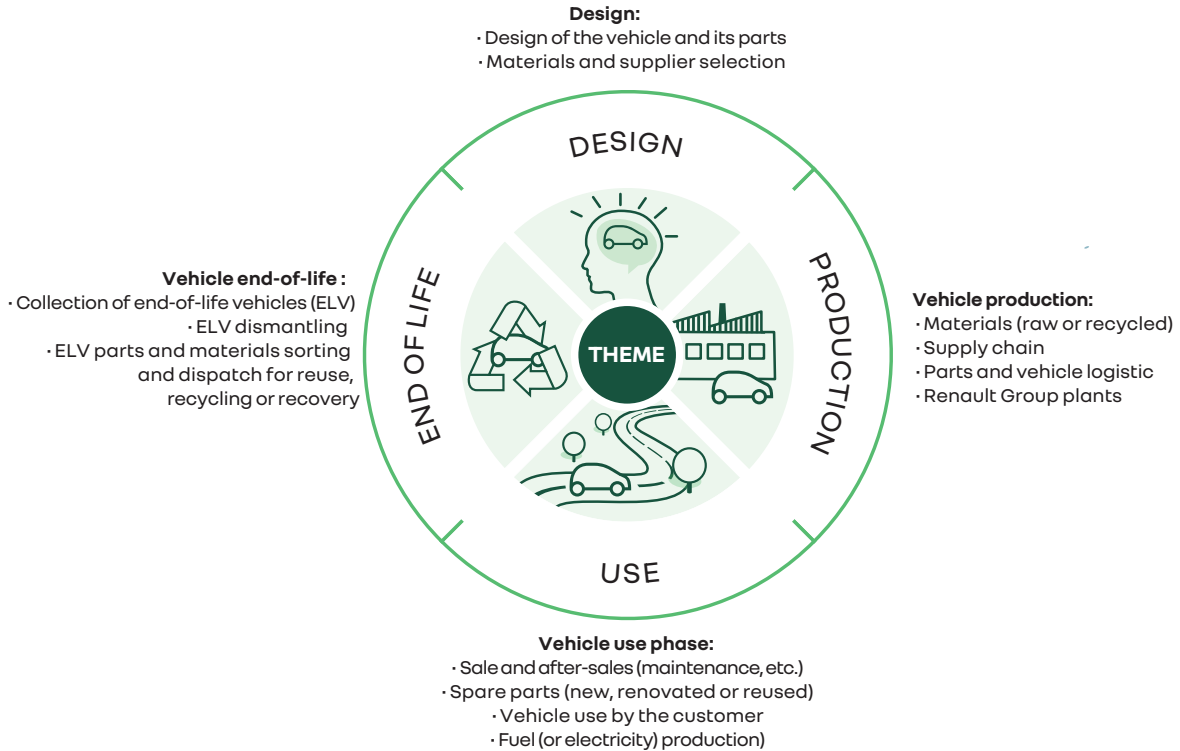 Design:
· Design of the vehicle and its parts
· Materials and supplier selection
DESIGN
PRODUCTION
END OF LIFE
THEME
USE
Vehicle end-of-life :
· Collection of end-of-life vehicles (ELV)
· ELV dismantling
· ELV parts and materials sorting
and dispatch for reuse,
recycling or recovery
Vehicle production:
· Materials (raw or recycled)
· Supply chain
· Parts and vehicle logistic
· Renault Group plants
Vehicle use phase:
· Sale and after-sales (maintenance, etc.)
· Spare parts (new, renovated or reused)
· Vehicle use by the customer
· Fuel (or electricity) production)